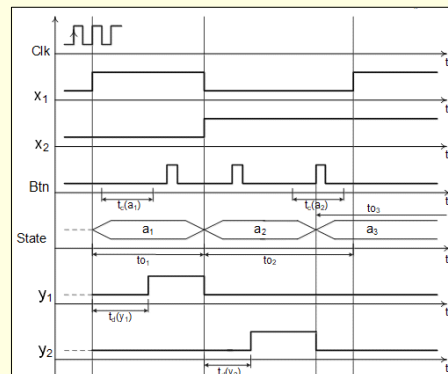 Clk
t
x1
t
x2
t
Btn
tc(a1)
tc(a2)
t
to3
State
a1
a2
a3
to1
to2
t
y1
td(y1)
t
y2
t